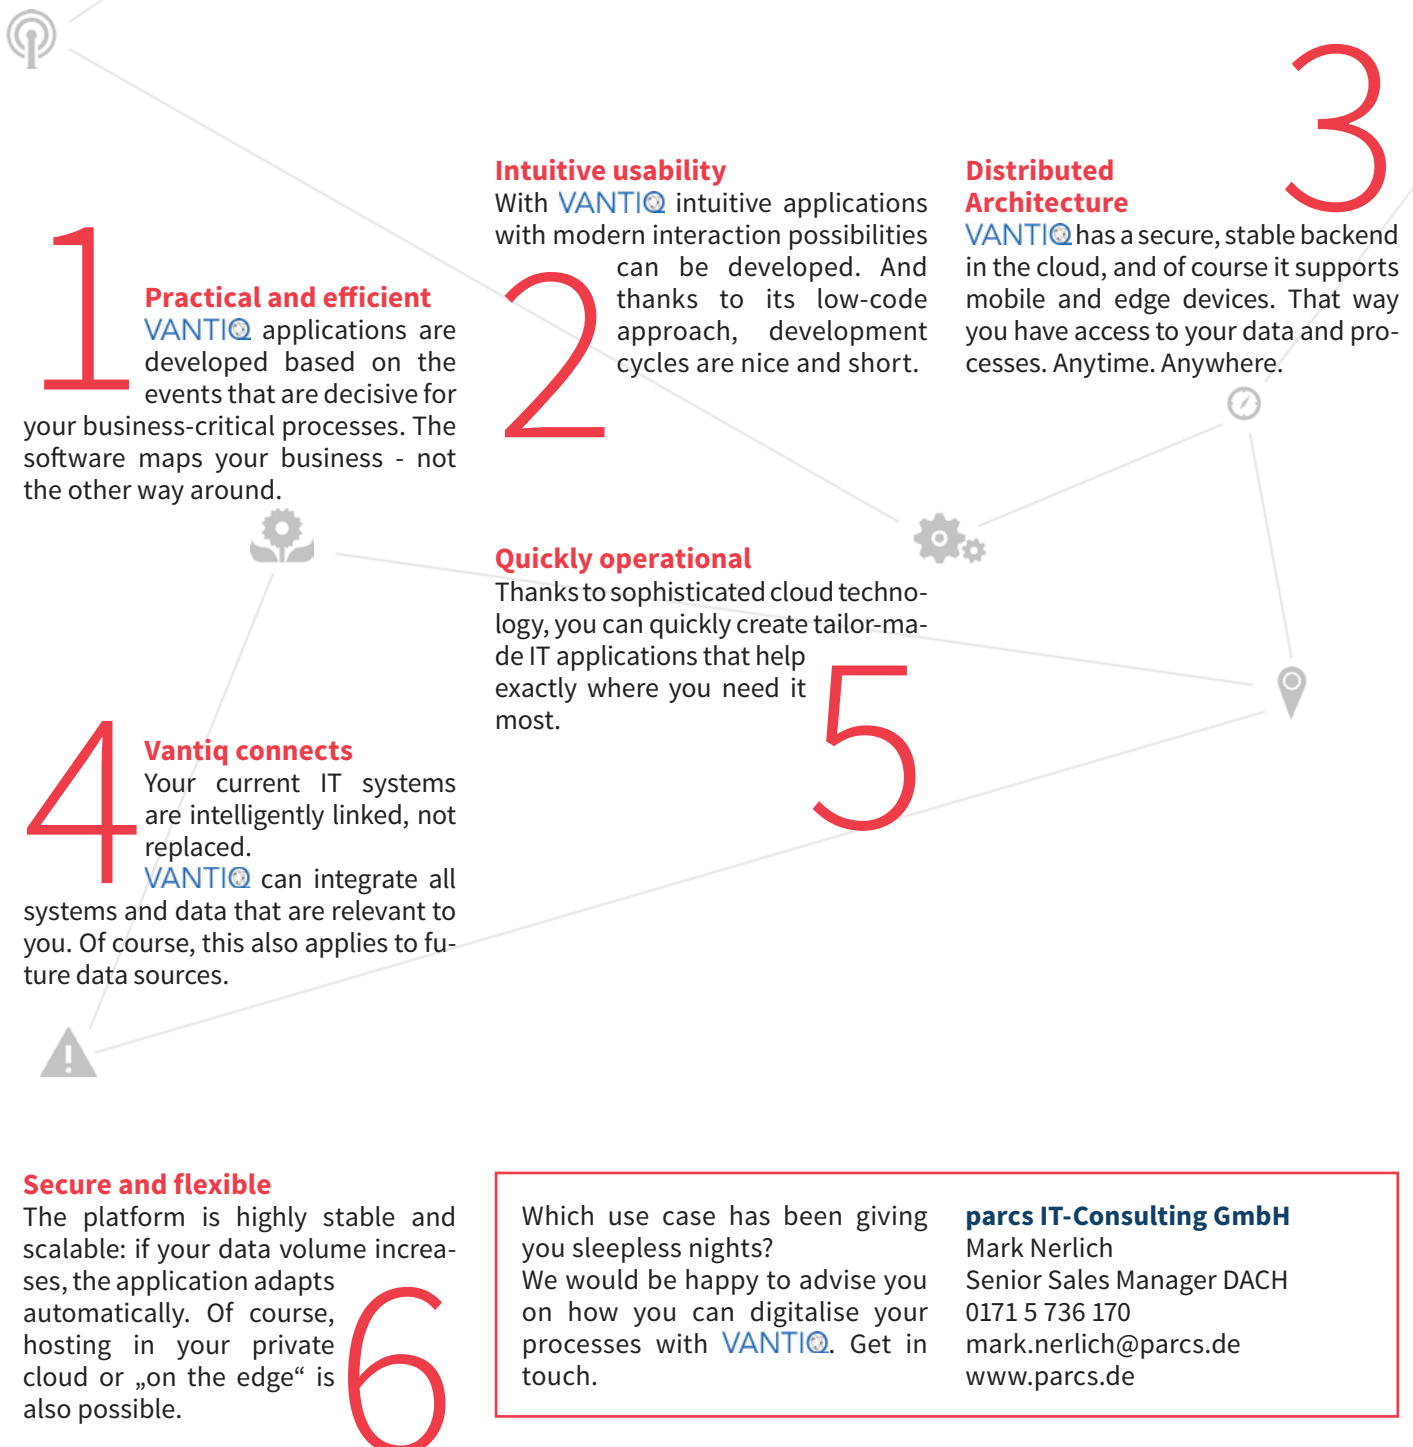 1
Practical and efficient
VANTIQ applications are
developed based on the
events that are decisive for
your business-critical processes. The
software maps your business - not
the other way around.
Intuitive usability
With VANTIQ intuitive applications
with modern interaction possibilities
2
can be developed. And
thanks to its low-code
approach, development
cycles are nice and short.
3
Distributed
Architecture
VANTIQ has a secure, stable backend
in the cloud, and of course it supports
mobile and edge devices. That way
you have access to your data and pro-
cesses. Anytime. Anywhere.
4
Vantiq connects
Your current IT systems
are intelligently linked, not
replaced.
VANTIQ can integrate all
systems and data that are relevant to
you. Of course, this also applies to fu-
ture data sources.
Quickly operational
Thanks to sophisticated cloud techno-
logy, you can quickly create tailor-ma-
de IT applications that help
exactly where you need it
most.
5
Secure and flexible
The platform is highly stable and
scalable: if your data volume increa-
ses, the application adapts
automatically. Of course,
hosting in your private
cloud or „on the edge“ is
also possible.
6
Which use case has been giving
you sleepless nights?
We would be happy to advise you
on how you can digitalise your
processes with VANTIQ. Get in
touch.
parcs IT-Consulting GmbH
Mark Nerlich
Senior Sales Manager DACH
0171 5 736 170
mark.nerlich@parcs.de
www.parcs.de